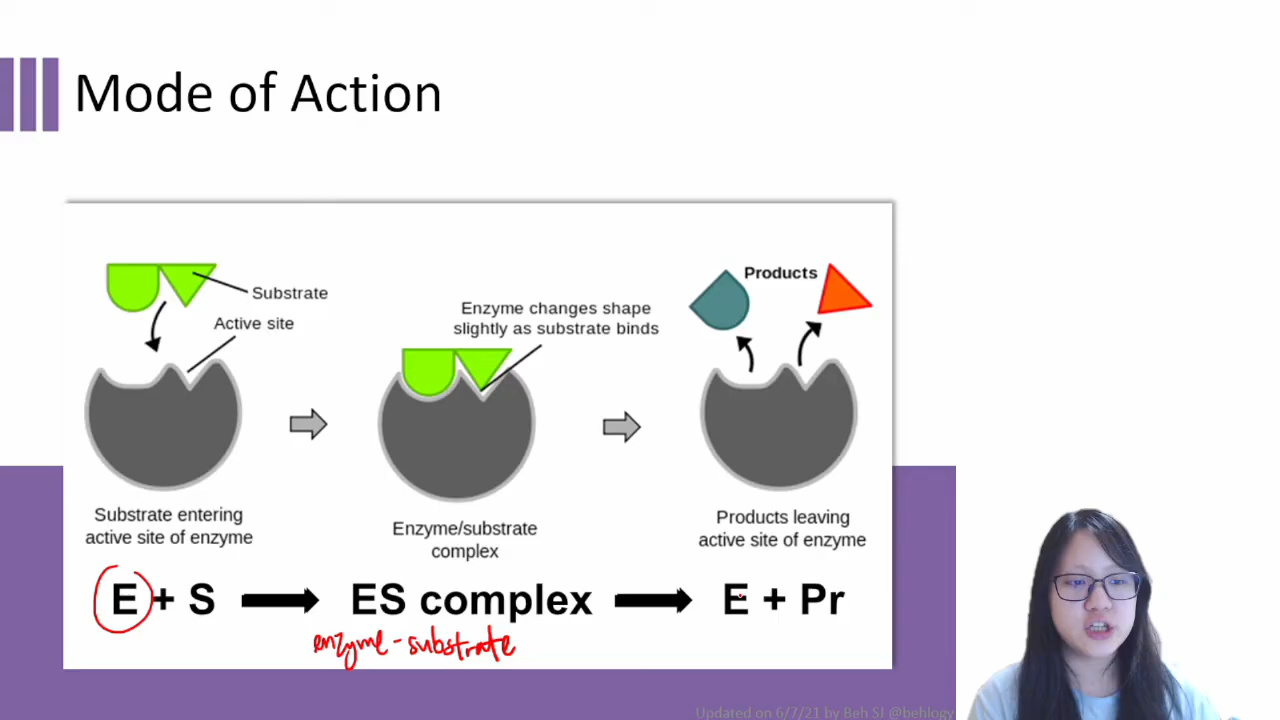 Mode of Action
Substrate
Active site
Substrate entering
active site of enzyme
Enzyme changes shape
slightly as substrate binds
Enzyme/substrate
complex
Products
Products leaving
active site of enzyme
E + S → ES complex → E + Pr
enzyme - substrate
Updated on 6/7/21 by Beh SJ @behlogy